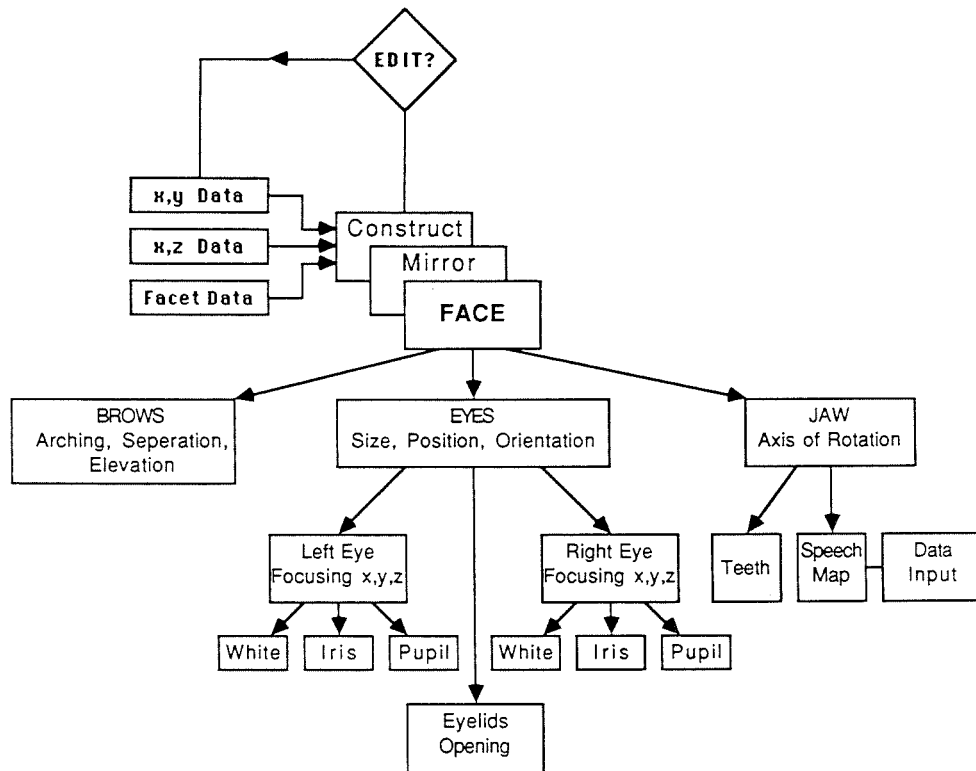 EDIT?
x,y Data
x,z Data
Facet Data
Construct
Mirror
FACE
BROWS
Arching, Seperation,
Elevation
EYES
Size, Position, Orientation
JAW
Axis of Rotation
Left Eye
Focusing x,y,z
Right Eye
Focusing x,y,z
Teeth
Speech
Map
Data
Input
White
Iris
Pupil
White
Iris
Pupil
Eyelids
Opening